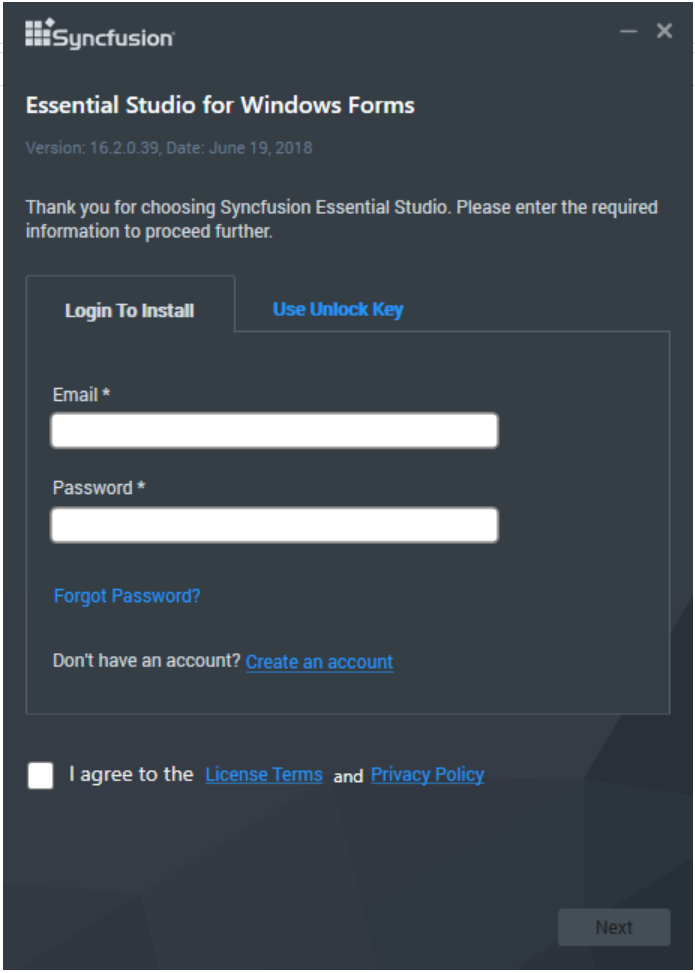 Syncfusion
Essential Studio for Windows Forms
Version: 16.2.0.39, Date: June 19, 2018
Thank you for choosing Syncfusion Essential Studio. Please enter the required
information to proceed further.
Login To Install
Use Unlock Key
Email *
Password *
Forgot Password?
Don't have an account? Create an account
I agree to the License Terms and Privacy Policy
Next